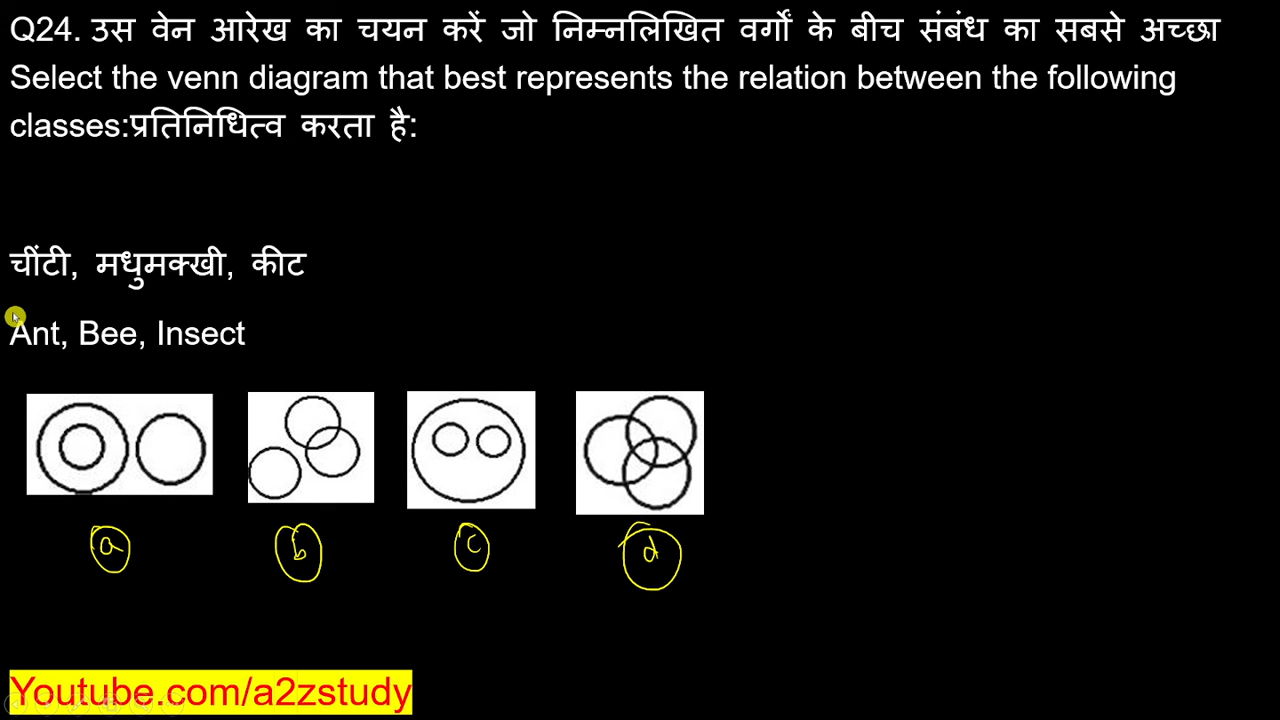 Q24. उस वेन आरेख का चयन करें जो निम्नलिखित वर्गों के बीच संबंध का सबसे अच्छा
Select the venn diagram that best represents the relation between the following
classes:प्रतिनिधित्व करता है:
चींटी, मधुमक्खी, कीट
Ant, Bee, Insect
a b c d
Youtube.com/a2zstudy